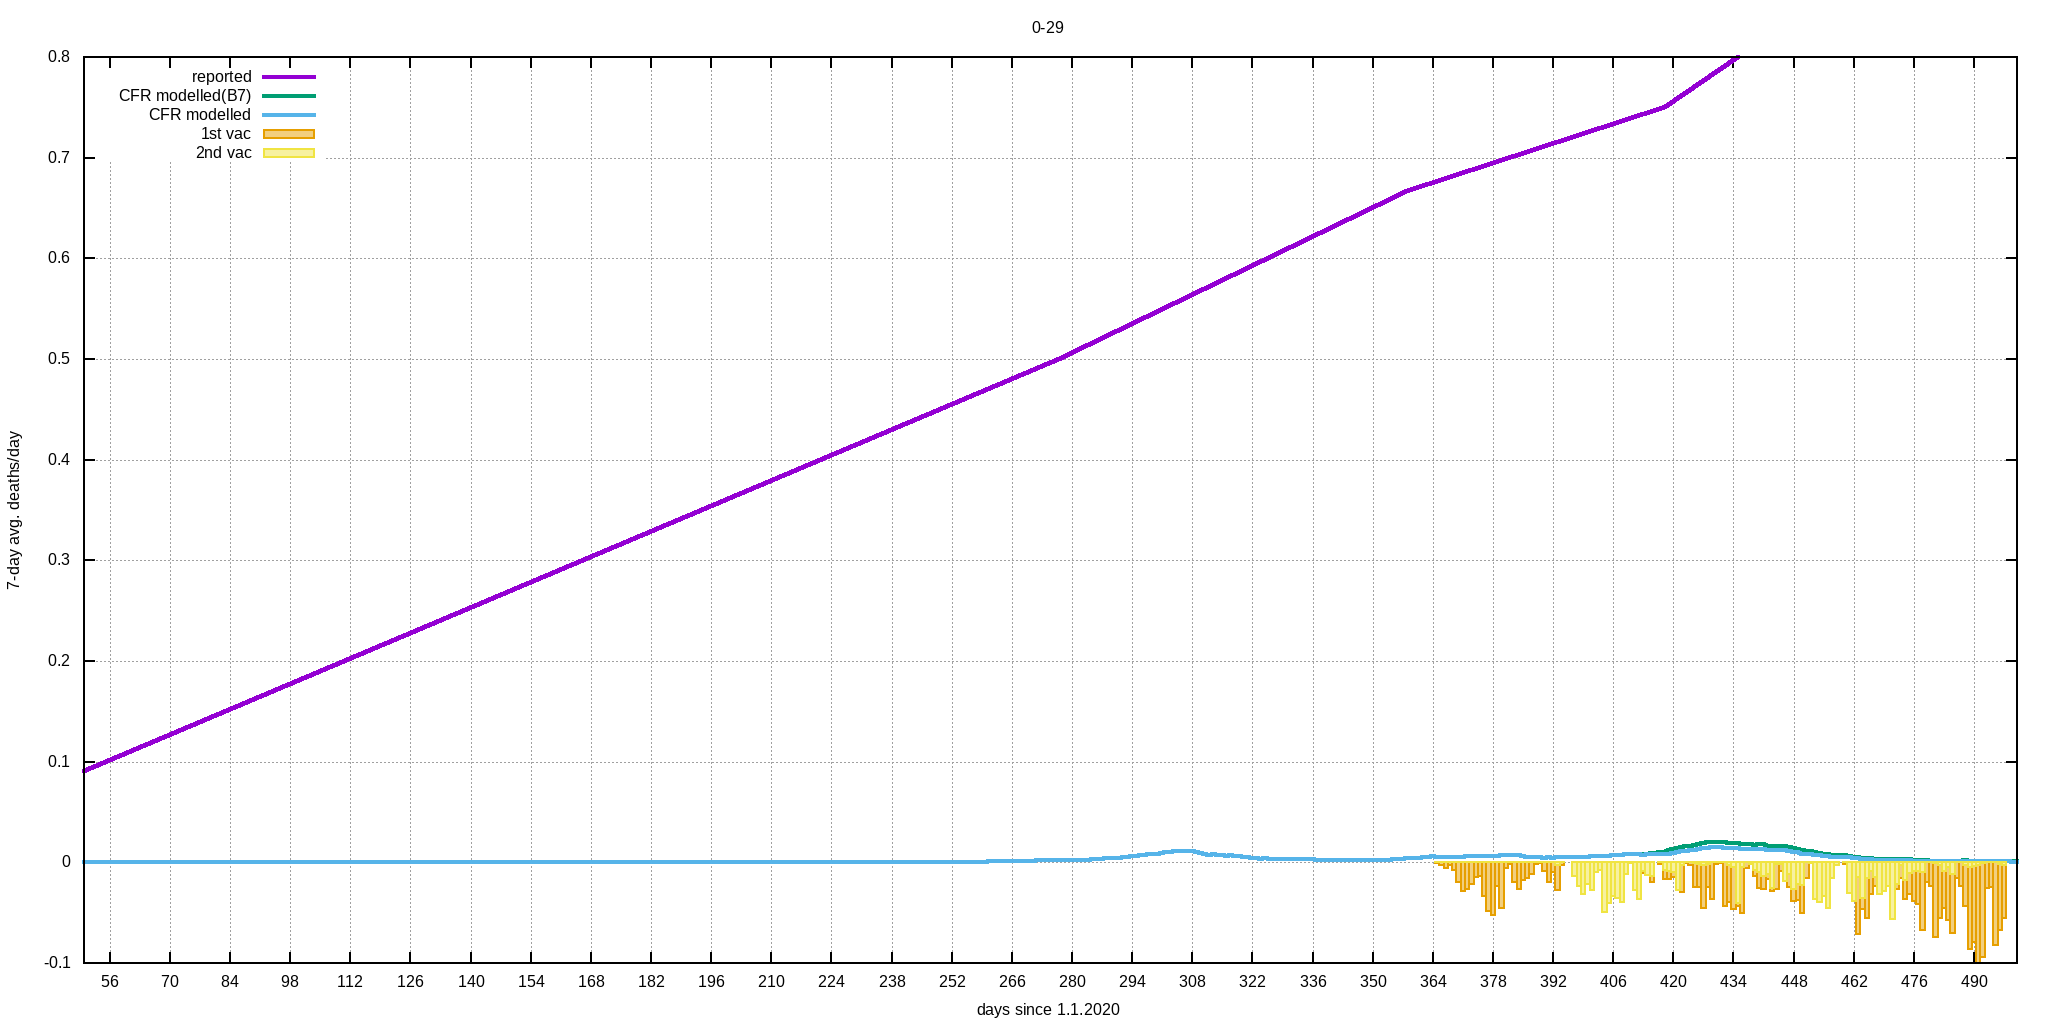 0-29
reported
CFR modelled(B7)
CFR modelled
1st vac
2nd vac
0.8
0.7
0.6
0.5
0.4
0.3
0.2
0.1
0
-0.1
7-day avg. deaths/day
56 70 84 98 112 126 140 154 168 182 196 210 224 238 252 266 280 294 308 322 336 350 364 378 392 406 420 434 448 462 476 490
days since 1.1.2020